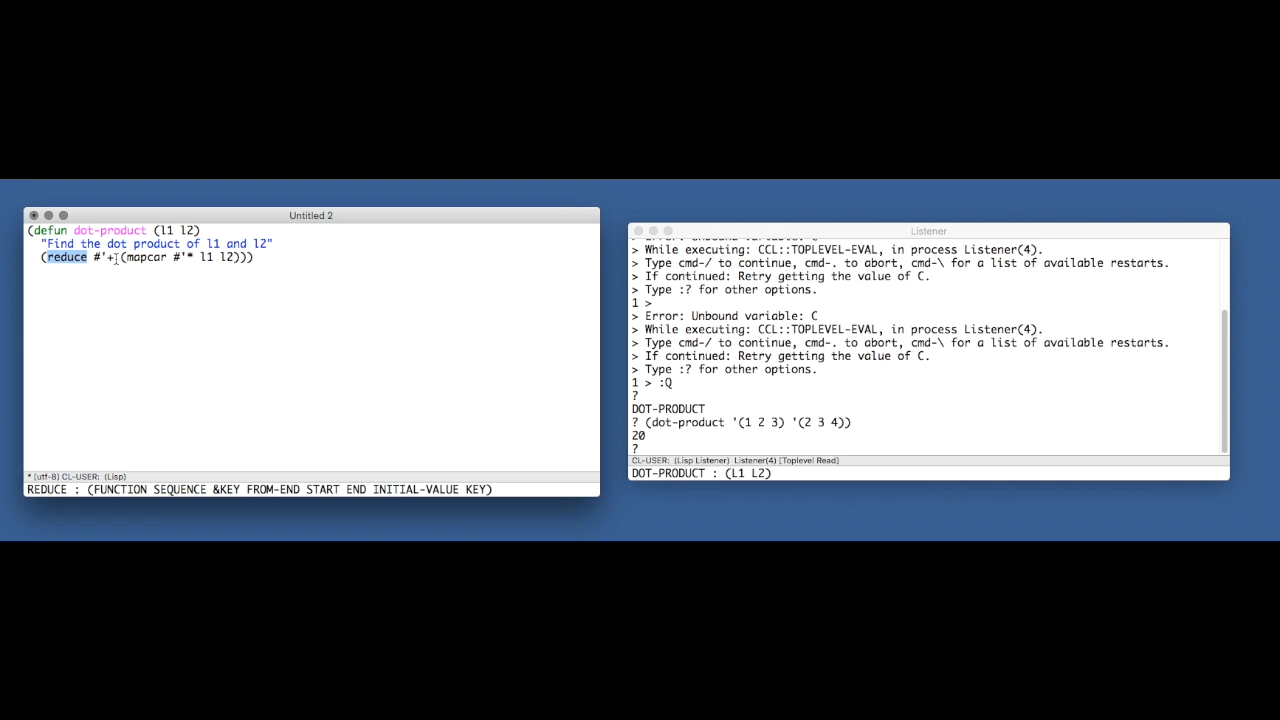 Untitled 2
(defun dot-product (l1 l2)
"Find the dot product of l1 and l2"
(reduce #'+ (mapcar #'* l1 l2)))
* [utf-8] CL-USER: (Lisp)
REDUCE : (FUNCTION SEQUENCE &KEY FROM-END START END INITIAL-VALUE KEY)
Listener
> Error: Unbound variable: C
> While executing: CCL::TOPLEVEL-EVAL, in process Listener(4).
> Type cmd-/ to continue, cmd-. to abort, cmd-\ for a list of available restarts.
> If continued: Retry getting the value of C.
> Type :? for other options.
1 >
> Error: Unbound variable: C
> While executing: CCL::TOPLEVEL-EVAL, in process Listener(4).
> Type cmd-/ to continue, cmd-. to abort, cmd-\ for a list of available restarts.
> If continued: Retry getting the value of C.
> Type :? for other options.
1 > :Q
?
DOT-PRODUCT
? (dot-product '(1 2 3) '(2 3 4))
20
?
CL-USER: (Lisp Listener) Listener(4) [Toplevel Read]
DOT-PRODUCT : (L1 L2)